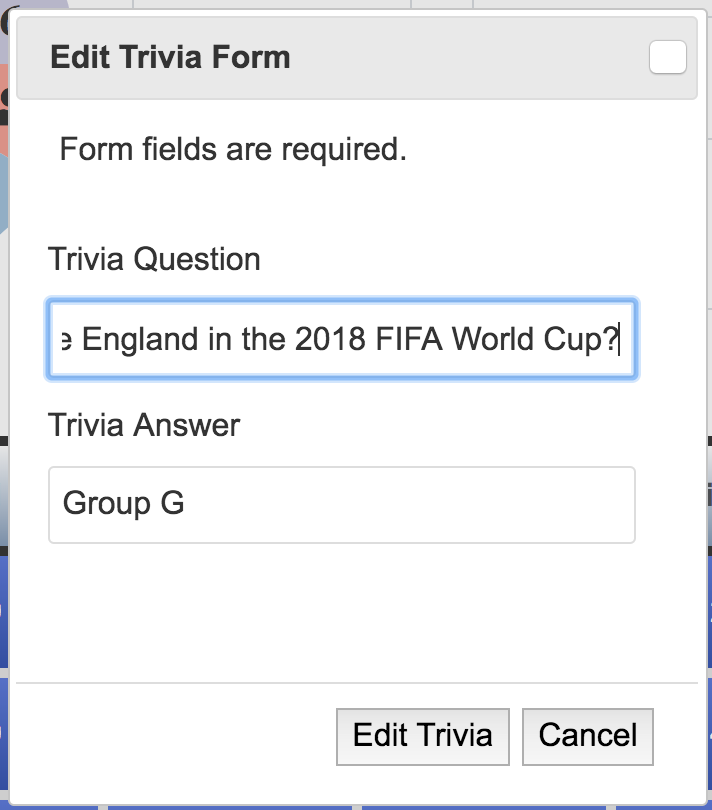 Edit Trivia Form
Form fields are required.
Trivia Question
e England in the 2018 FIFA World Cup?
Trivia Answer
Group G
Edit Trivia
Cancel